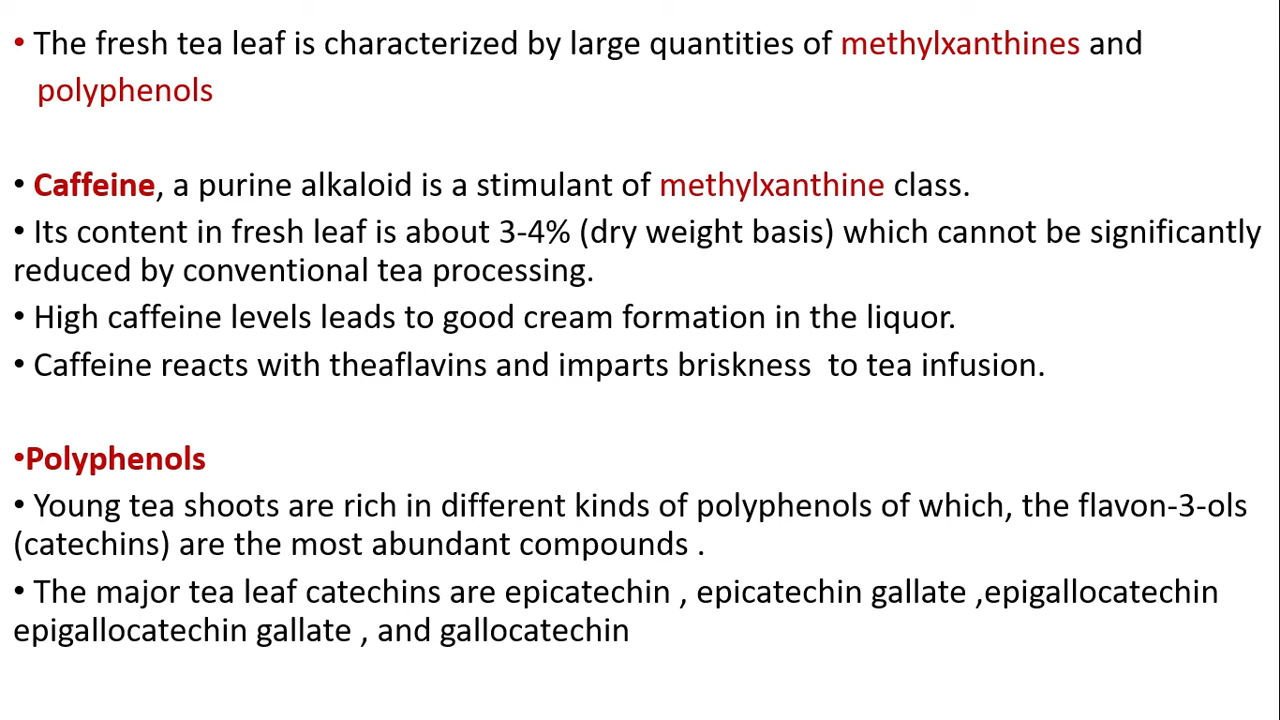 • The fresh tea leaf is characterized by large quantities of methylxanthines and
polyphenols
• Caffeine, a purine alkaloid is a stimulant of methylxanthine class.
• Its content in fresh leaf is about 3-4% (dry weight basis) which cannot be significantly
reduced by conventional tea processing.
• High caffeine levels leads to good cream formation in the liquor.
• Caffeine reacts with theaflavins and imparts briskness  to tea infusion.
•Polyphenols
• Young tea shoots are rich in different kinds of polyphenols of which, the flavon-3-ols
(catechins) are the most abundant compounds .
• The major tea leaf catechins are epicatechin , epicatechin gallate ,epigallocatechin
epigallocatechin gallate , and gallocatechin